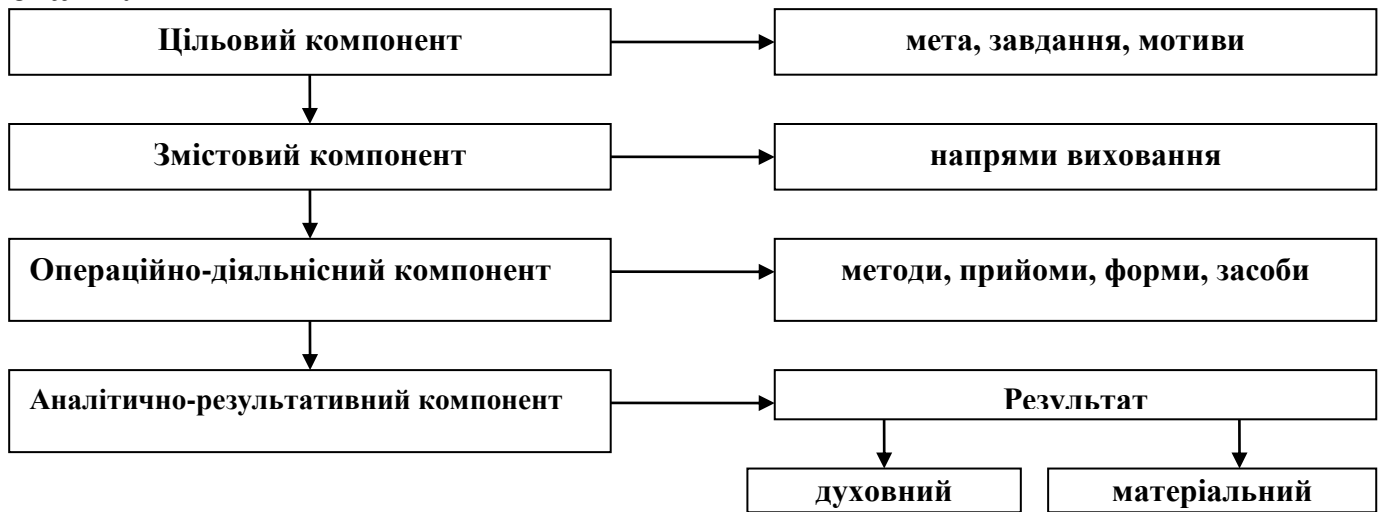 Цільовий компонент
мета, завдання, мотиви
Змістовий компонент
напрями виховання
Операційно-діяльнісний компонент
методи, прийоми, форми, засоби
Аналітично-результативний компонент
Результат
духовний
матеріальний